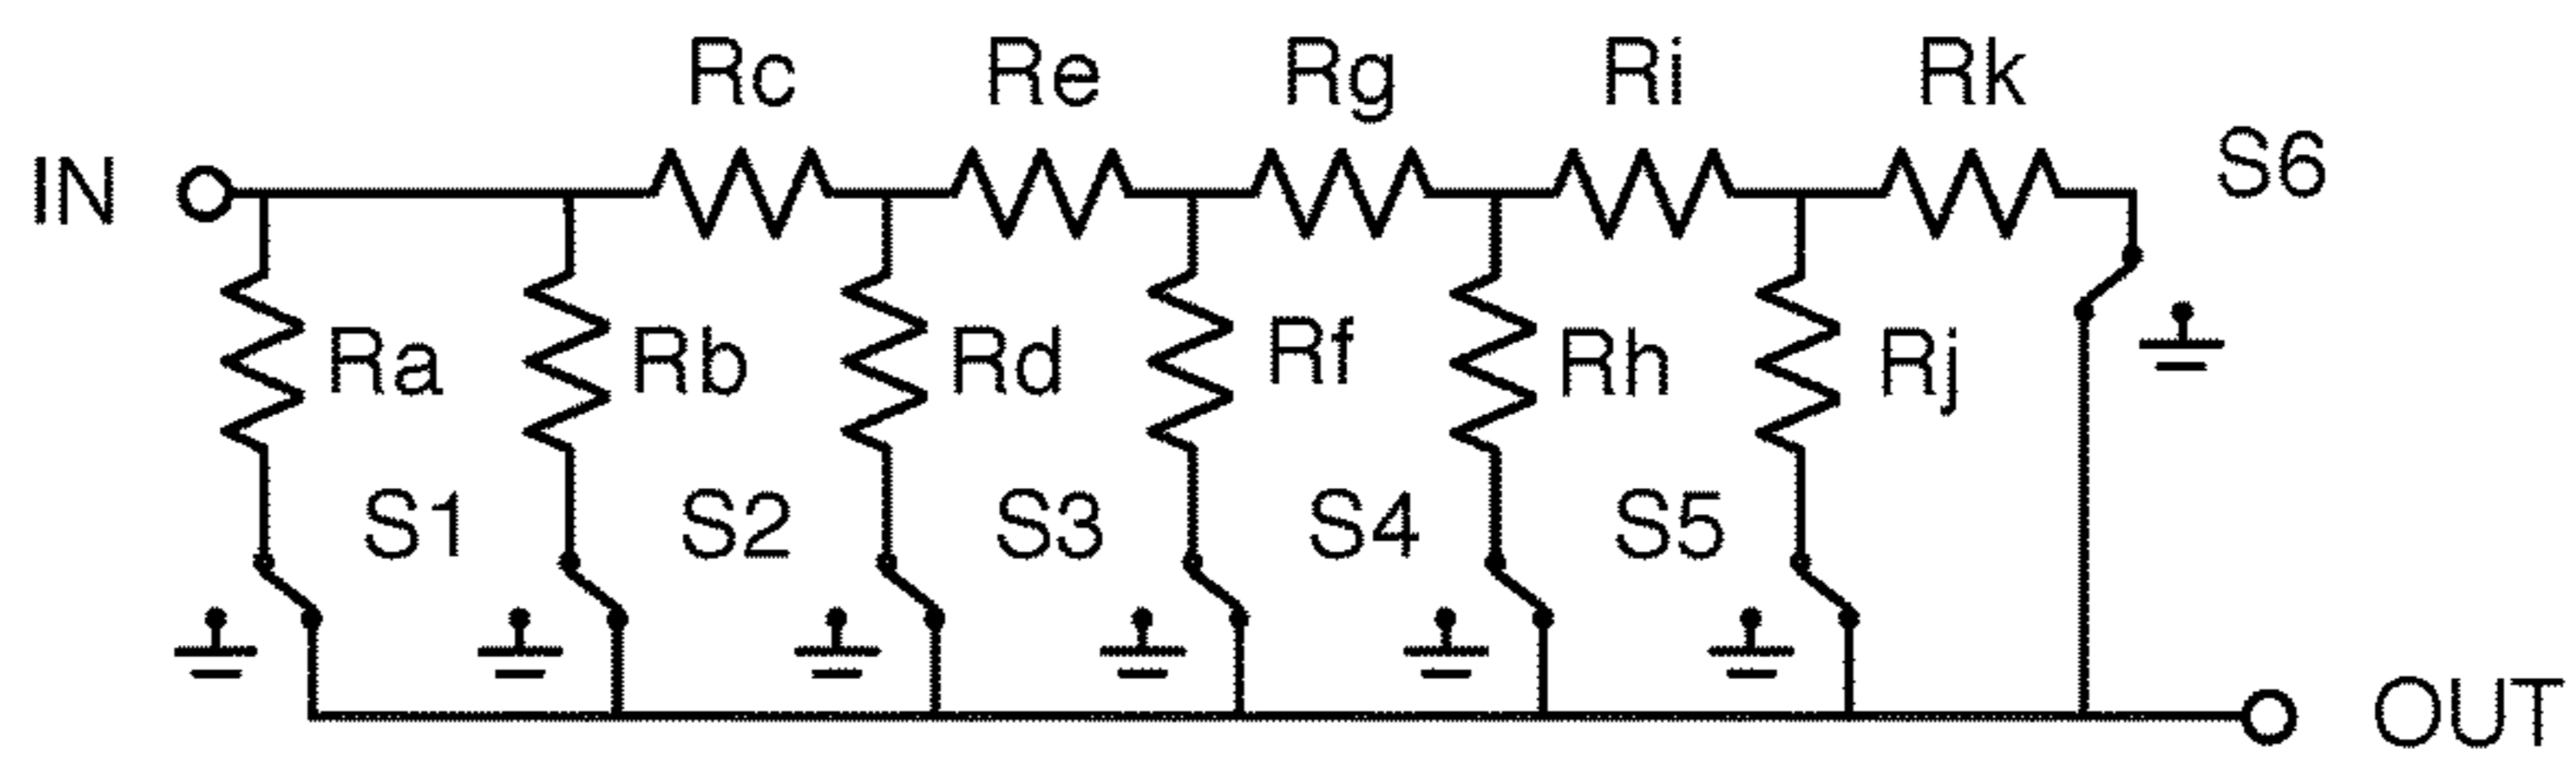 Rc Re Rg Ri Rk
IN S6
Ra Rb Rd Rf Rh Rj
S1 S2 S3 S4 S5
OUT